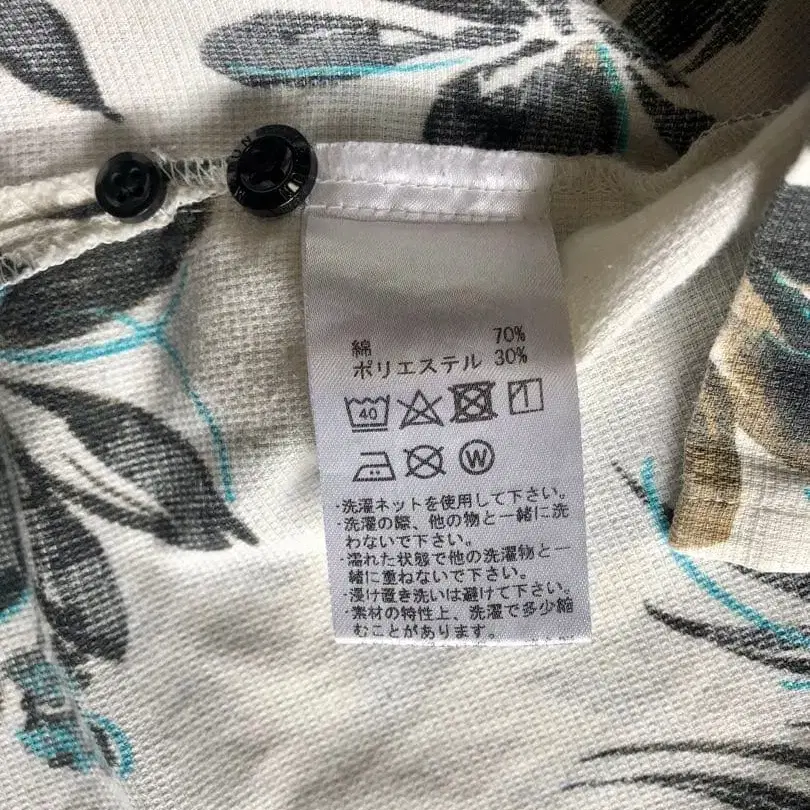 綿 70%
ポリエステル 30%
40
W
・洗濯ネットを使用して下さい。
・洗濯の際、他の物と一緒に洗
わないで下さい。
・濡れた状態で他の洗濯物と一
緒に重ねないで下さい。
・浸け置き洗いは避けて下さい。
・素材の特性上、洗濯で多少縮
むことがあります。